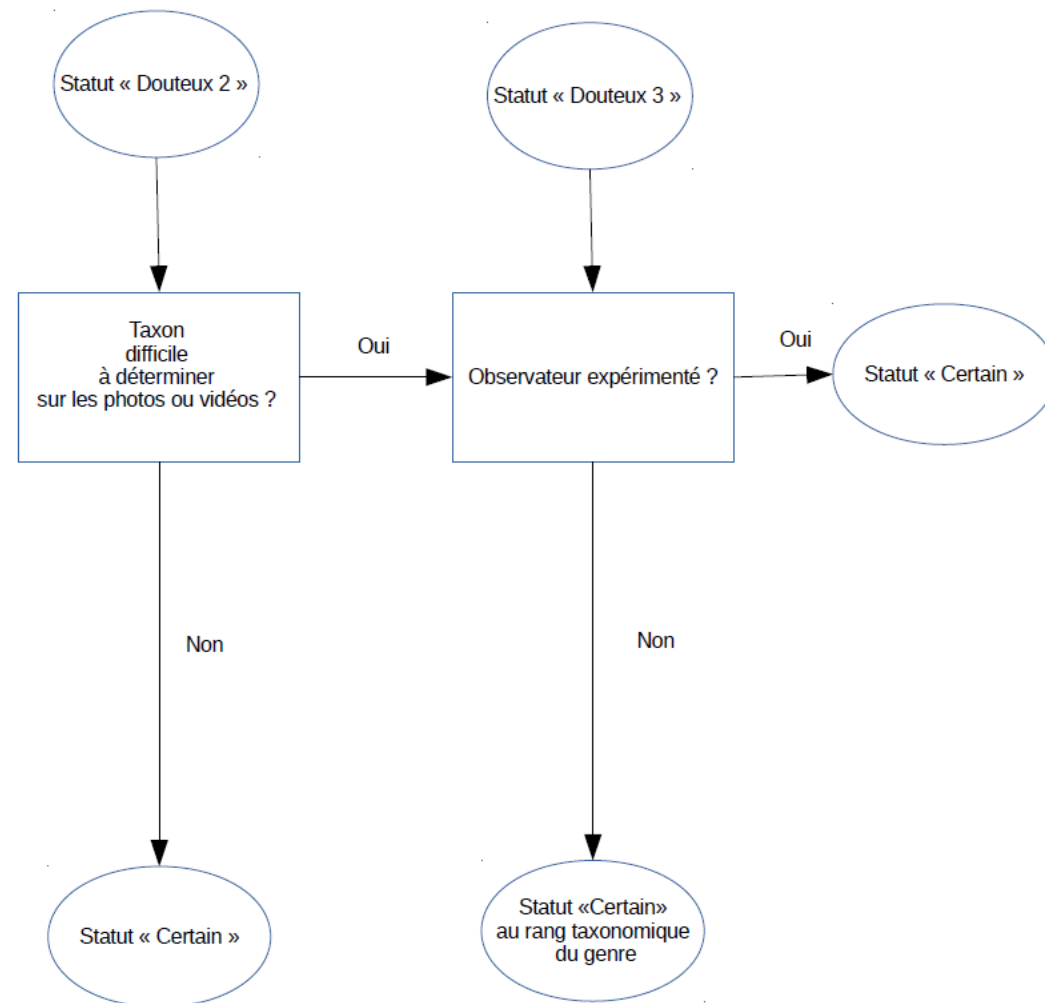 Statut « Douteux 2 »
Statut « Douteux 3 »
Taxon
difficile
à déterminer
sur les photos ou vidéos ?
Oui
Observateur expérimenté ?
Oui
Statut « Certain »
Non
Non
Statut « Certain »
Statut «Certain»
au rang taxonomique
du genre